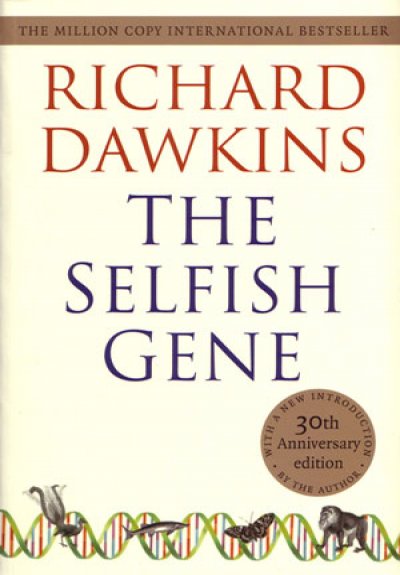 THE MILLION COPY INTERNATIONAL BESTSELLER
RICHARD
DAWKINS
THE
SELFISH
GENE
WITH A NEW INTRODUCTION
30th
Anniversary
edition
· BY THE AUTHOR ·